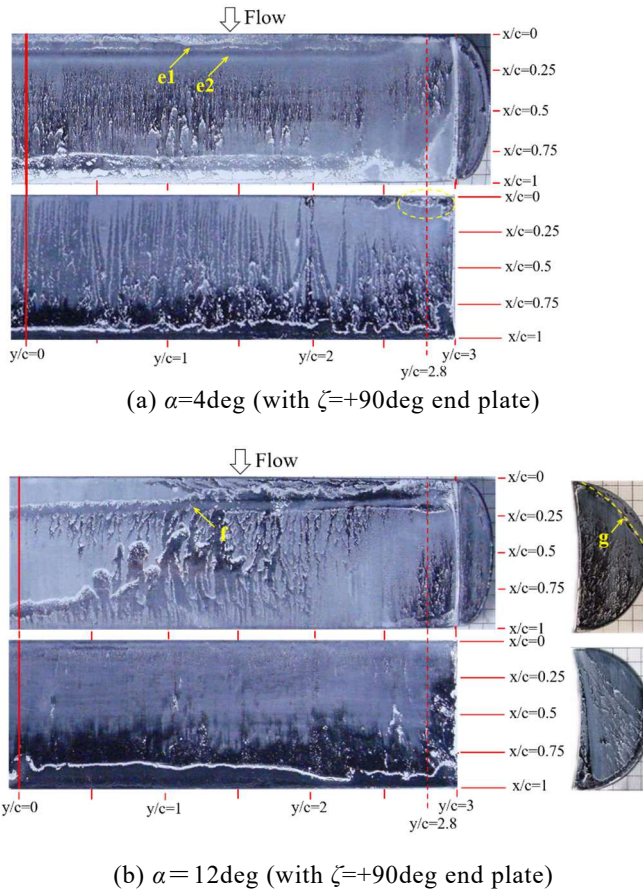 Flow
x/c=0
e1
e2
x/c=0.25
x/c=0.5
x/c=0.75
x/c=1
x/c=0
x/c=0.25
x/c=0.5
x/c=0.75
x/c=1
y/c=0
y/c=1
y/c=2
y/c=3
y/c=2.8
(a) α=4deg (with ζ=+90deg end plate)
Flow
x/c=0
f
x/c=0.25
g
x/c=0.5
x/c=0.75
x/c=1
x/c=0
x/c=0.25
x/c=0.5
x/c=0.75
x/c=1
y/c=0
y/c=1
y/c=2
y/c=3
y/c=2.8
(b) α＝12deg (with ζ=+90deg end plate)